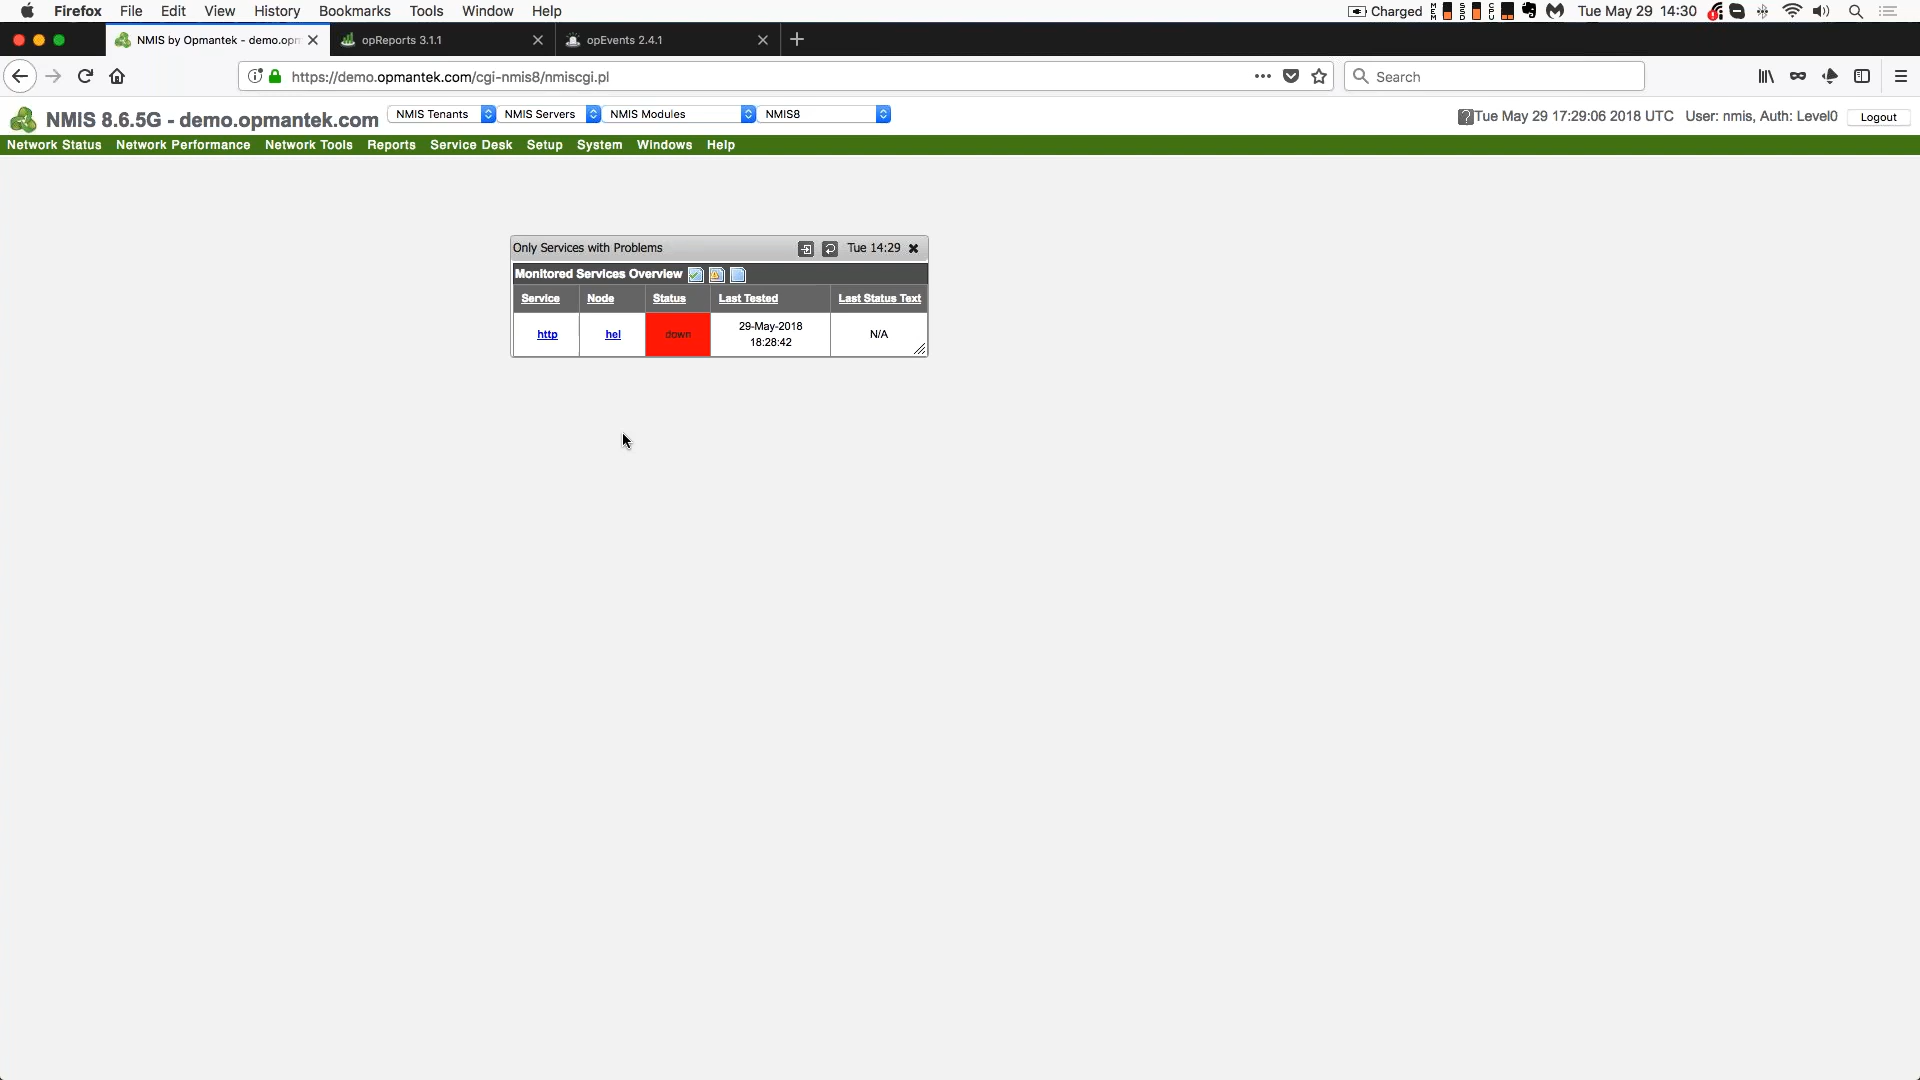 Firefox File Edit View History Bookmarks Tools Window Help Charged MEM SSD CPU Tue May 29 14:30
NMIS by Opmantek - demo.opm opReports 3.1.1 opEvents 2.4.1
https://demo.opmantek.com/cgi-nmis8/nmiscgi.pl Search
NMIS 8.6.5G - demo.opmantek.com NMIS Tenants NMIS Servers NMIS Modules NMIS8 ? Tue May 29 17:29:06 2018 UTC User: nmis, Auth: Level0 Logout
Network Status Network Performance Network Tools Reports Service Desk Setup System Windows Help
Only Services with Problems Tue 14:29
Monitored Services Overview
Service Node Status Last Tested Last Status Text
http hel down 29-May-2018 N/A
18:28:42